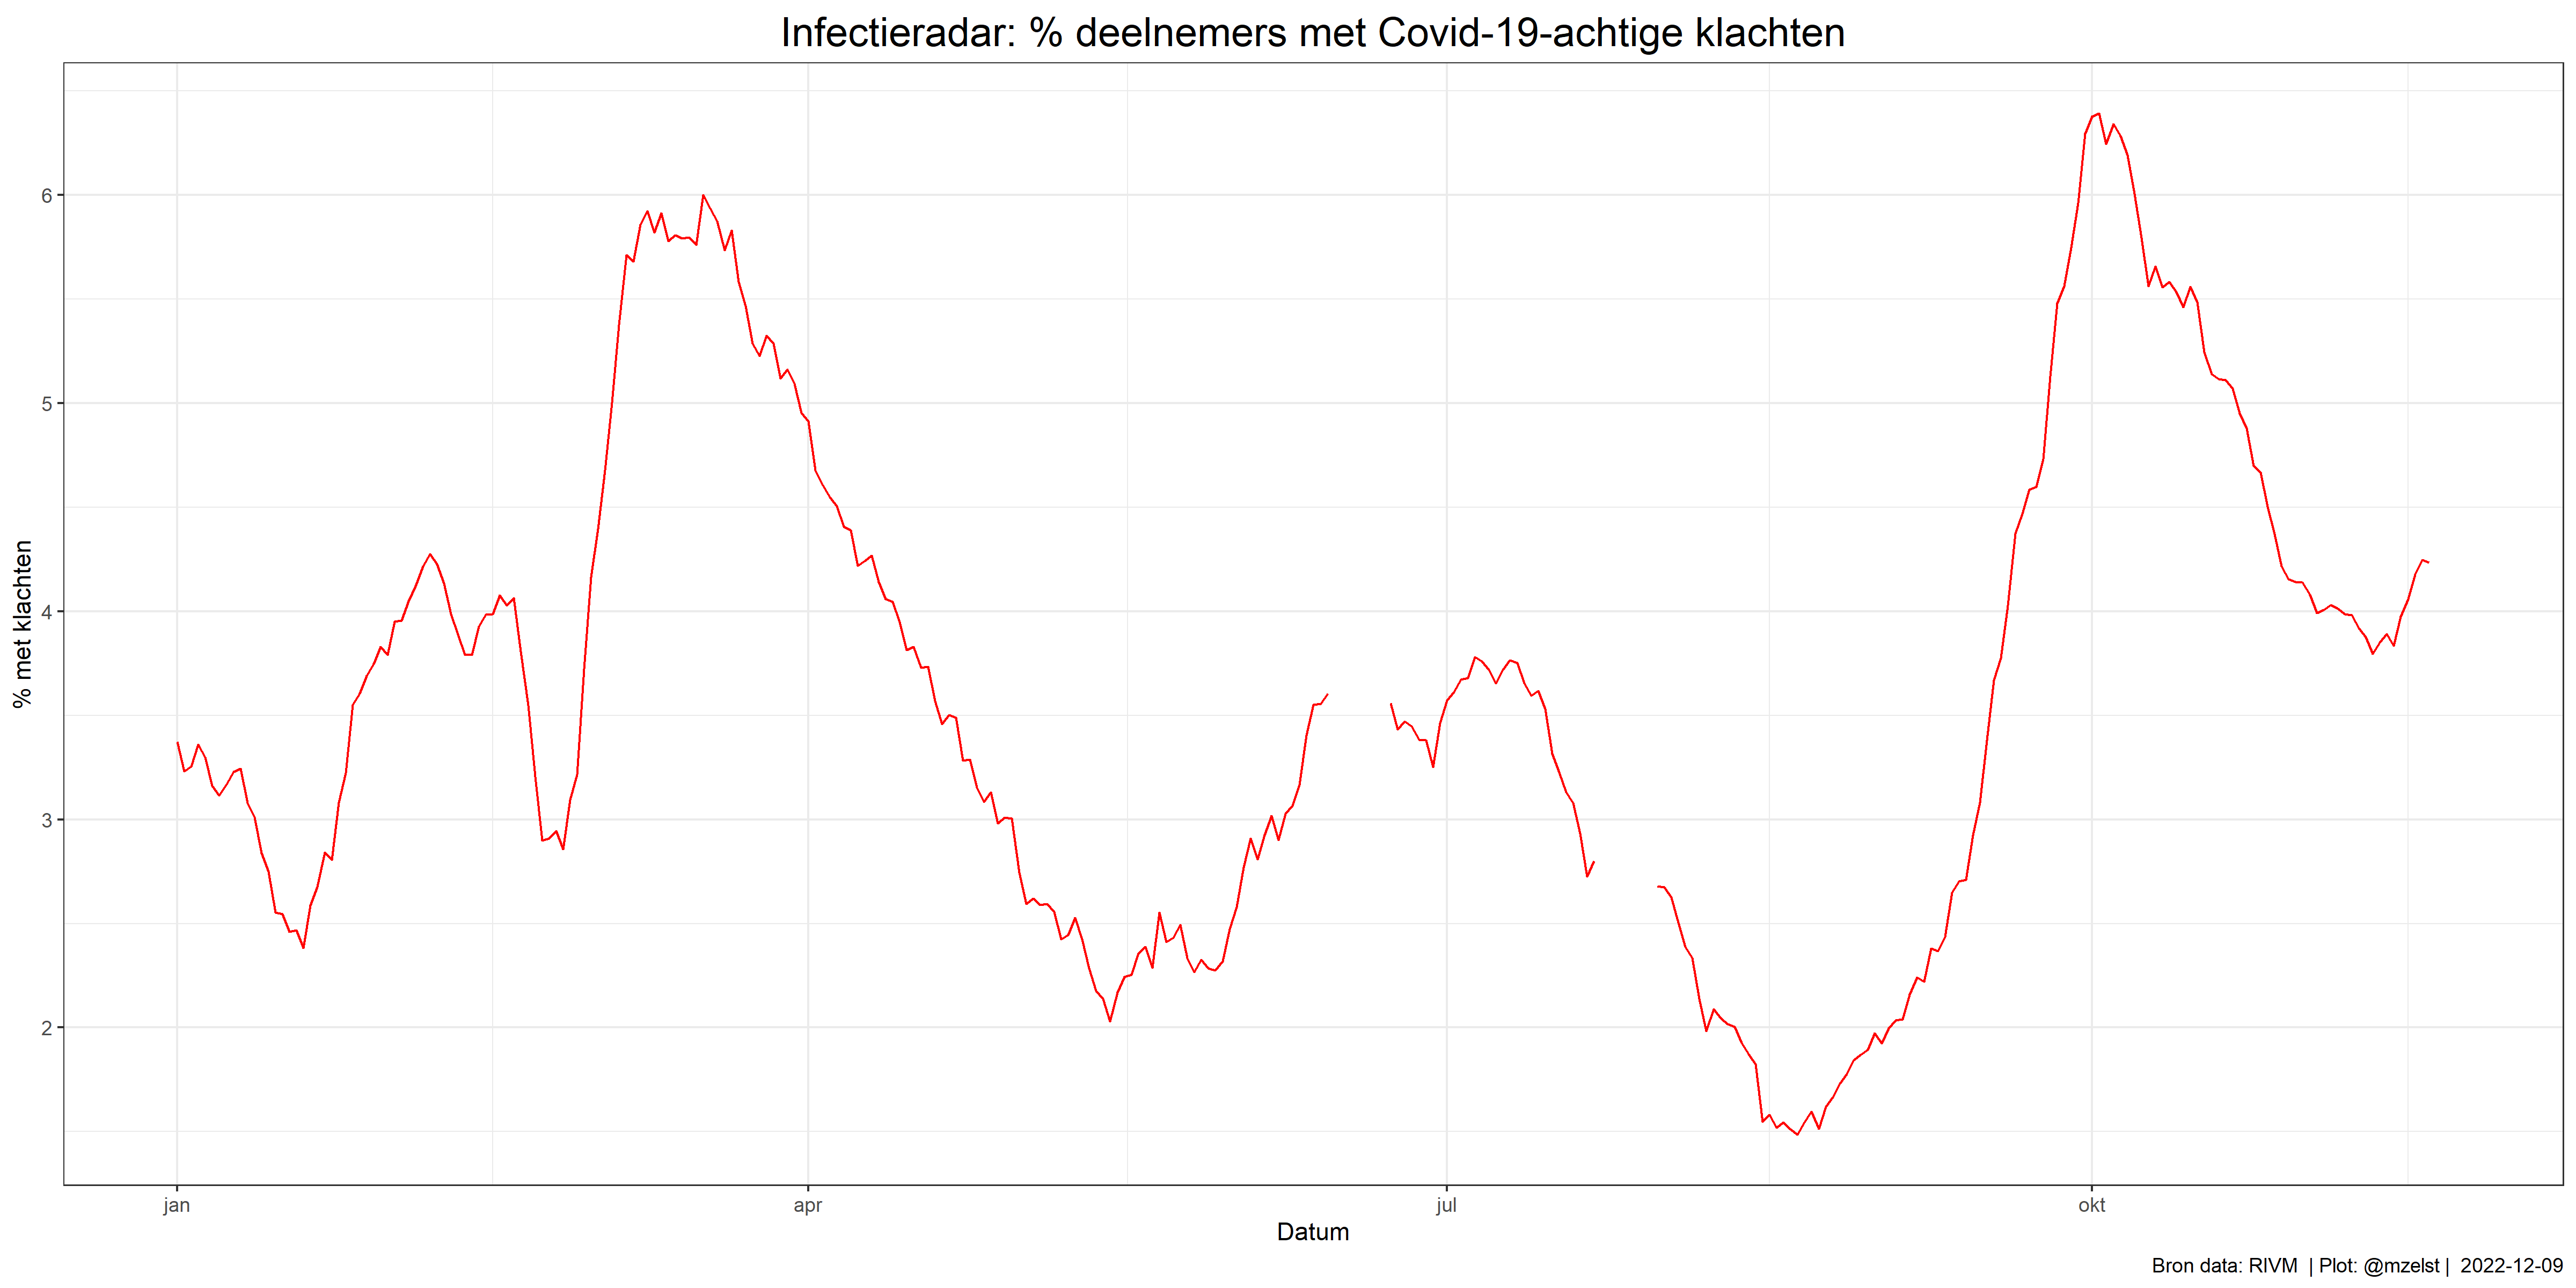 Infectieradar: % deelnemers met Covid-19-achtige klachten
% met klachten
6
5
4
3
2
jan apr jul okt
Datum
Bron data: RIVM | Plot: @mzelst | 2022-12-09